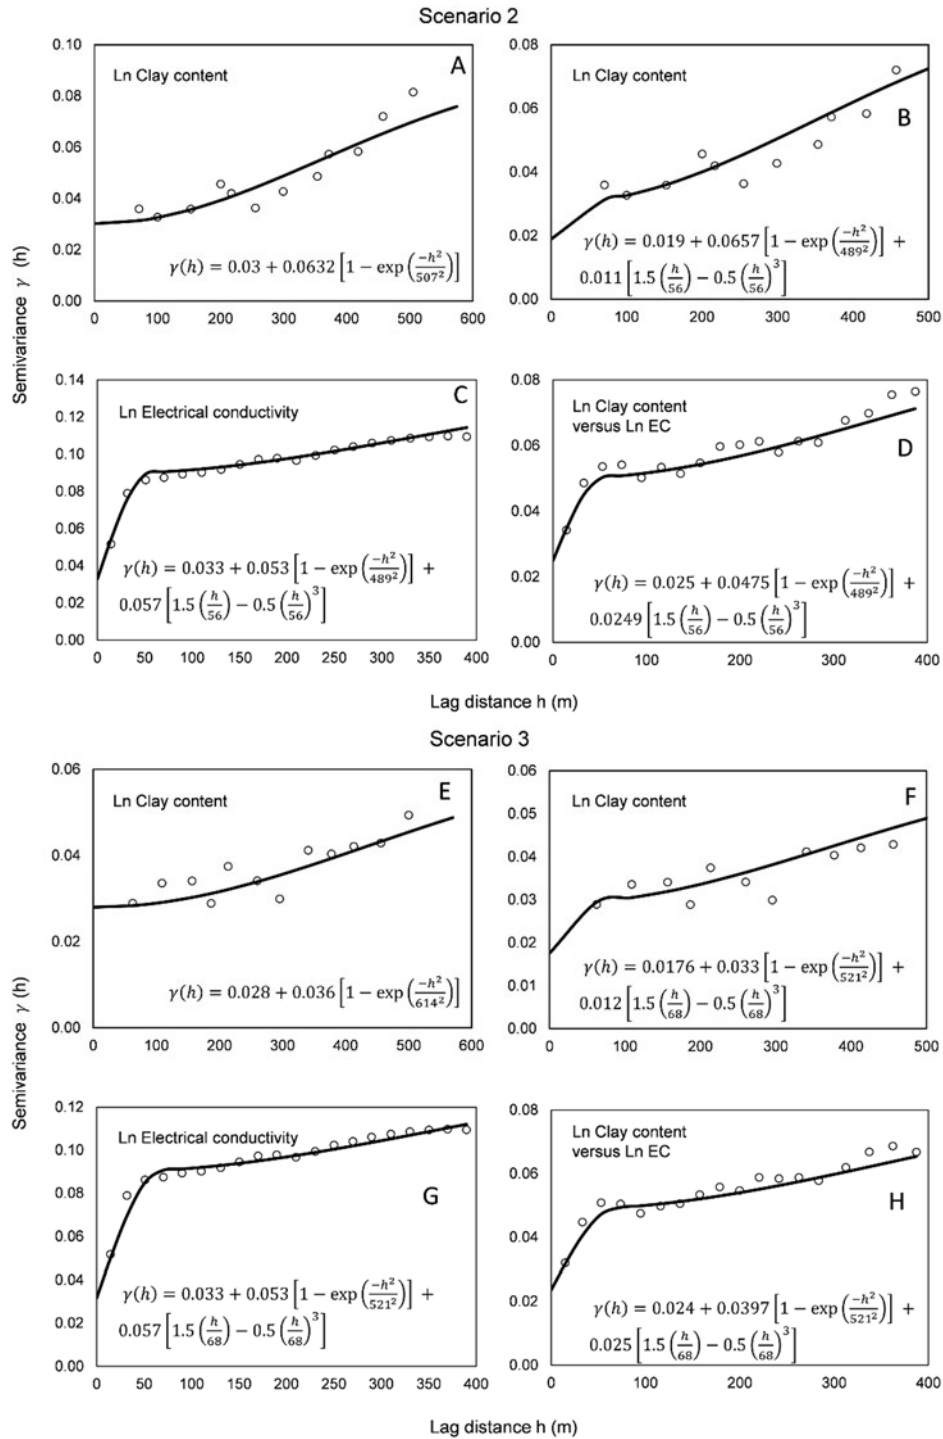 Scenario 2
Semivariance γ (h)
0.10
0.08
0.06
0.04
0.02
0.00
0 100 200 300 400 500 600
Ln Clay content
A
γ(h) = 0.03 + 0.0632 [1 − exp(−h²/507²)]
0.08
0.06
0.04
0.02
0.00
0 100 200 300 400 500
Ln Clay content
B
γ(h) = 0.019 + 0.0657 [1 − exp(−h²/489²)] +
0.011 [1.5 (h/56) − 0.5 (h/56)³]
0.14
0.12
0.10
0.08
0.06
0.04
0.02
0.00
0 50 100 150 200 250 300 350 400
Ln Electrical conductivity
C
γ(h) = 0.033 + 0.053 [1 − exp(−h²/489²)] +
0.057 [1.5 (h/56) − 0.5 (h/56)³]
0.08
0.06
0.04
0.02
0.00
0 100 200 300 400
Ln Clay content
versus Ln EC
D
γ(h) = 0.025 + 0.0475 [1 − exp(−h²/489²)] +
0.0249 [1.5 (h/56) − 0.5 (h/56)³]
Lag distance h (m)
Scenario 3
Semivariance γ (h)
0.06
0.04
0.02
0.00
0 100 200 300 400 500 600
Ln Clay content
E
γ(h) = 0.028 + 0.036 [1 − exp(−h²/614²)]
0.06
0.05
0.04
0.03
0.02
0.01
0.00
0 100 200 300 400 500
Ln Clay content
F
γ(h) = 0.0176 + 0.033 [1 − exp(−h²/521²)] +
0.012 [1.5 (h/68) − 0.5 (h/68)³]
0.12
0.10
0.08
0.06
0.04
0.02
0.00
0 50 100 150 200 250 300 350 400
Ln Electrical conductivity
G
γ(h) = 0.033 + 0.053 [1 − exp(−h²/521²)] +
0.057 [1.5 (h/68) − 0.5 (h/68)³]
0.08
0.06
0.04
0.02
0.00
0 100 200 300 400
Ln Clay content
versus Ln EC
H
γ(h) = 0.024 + 0.0397 [1 − exp(−h²/521²)] +
0.025 [1.5 (h/68) − 0.5 (h/68)³]
Lag distance h (m)